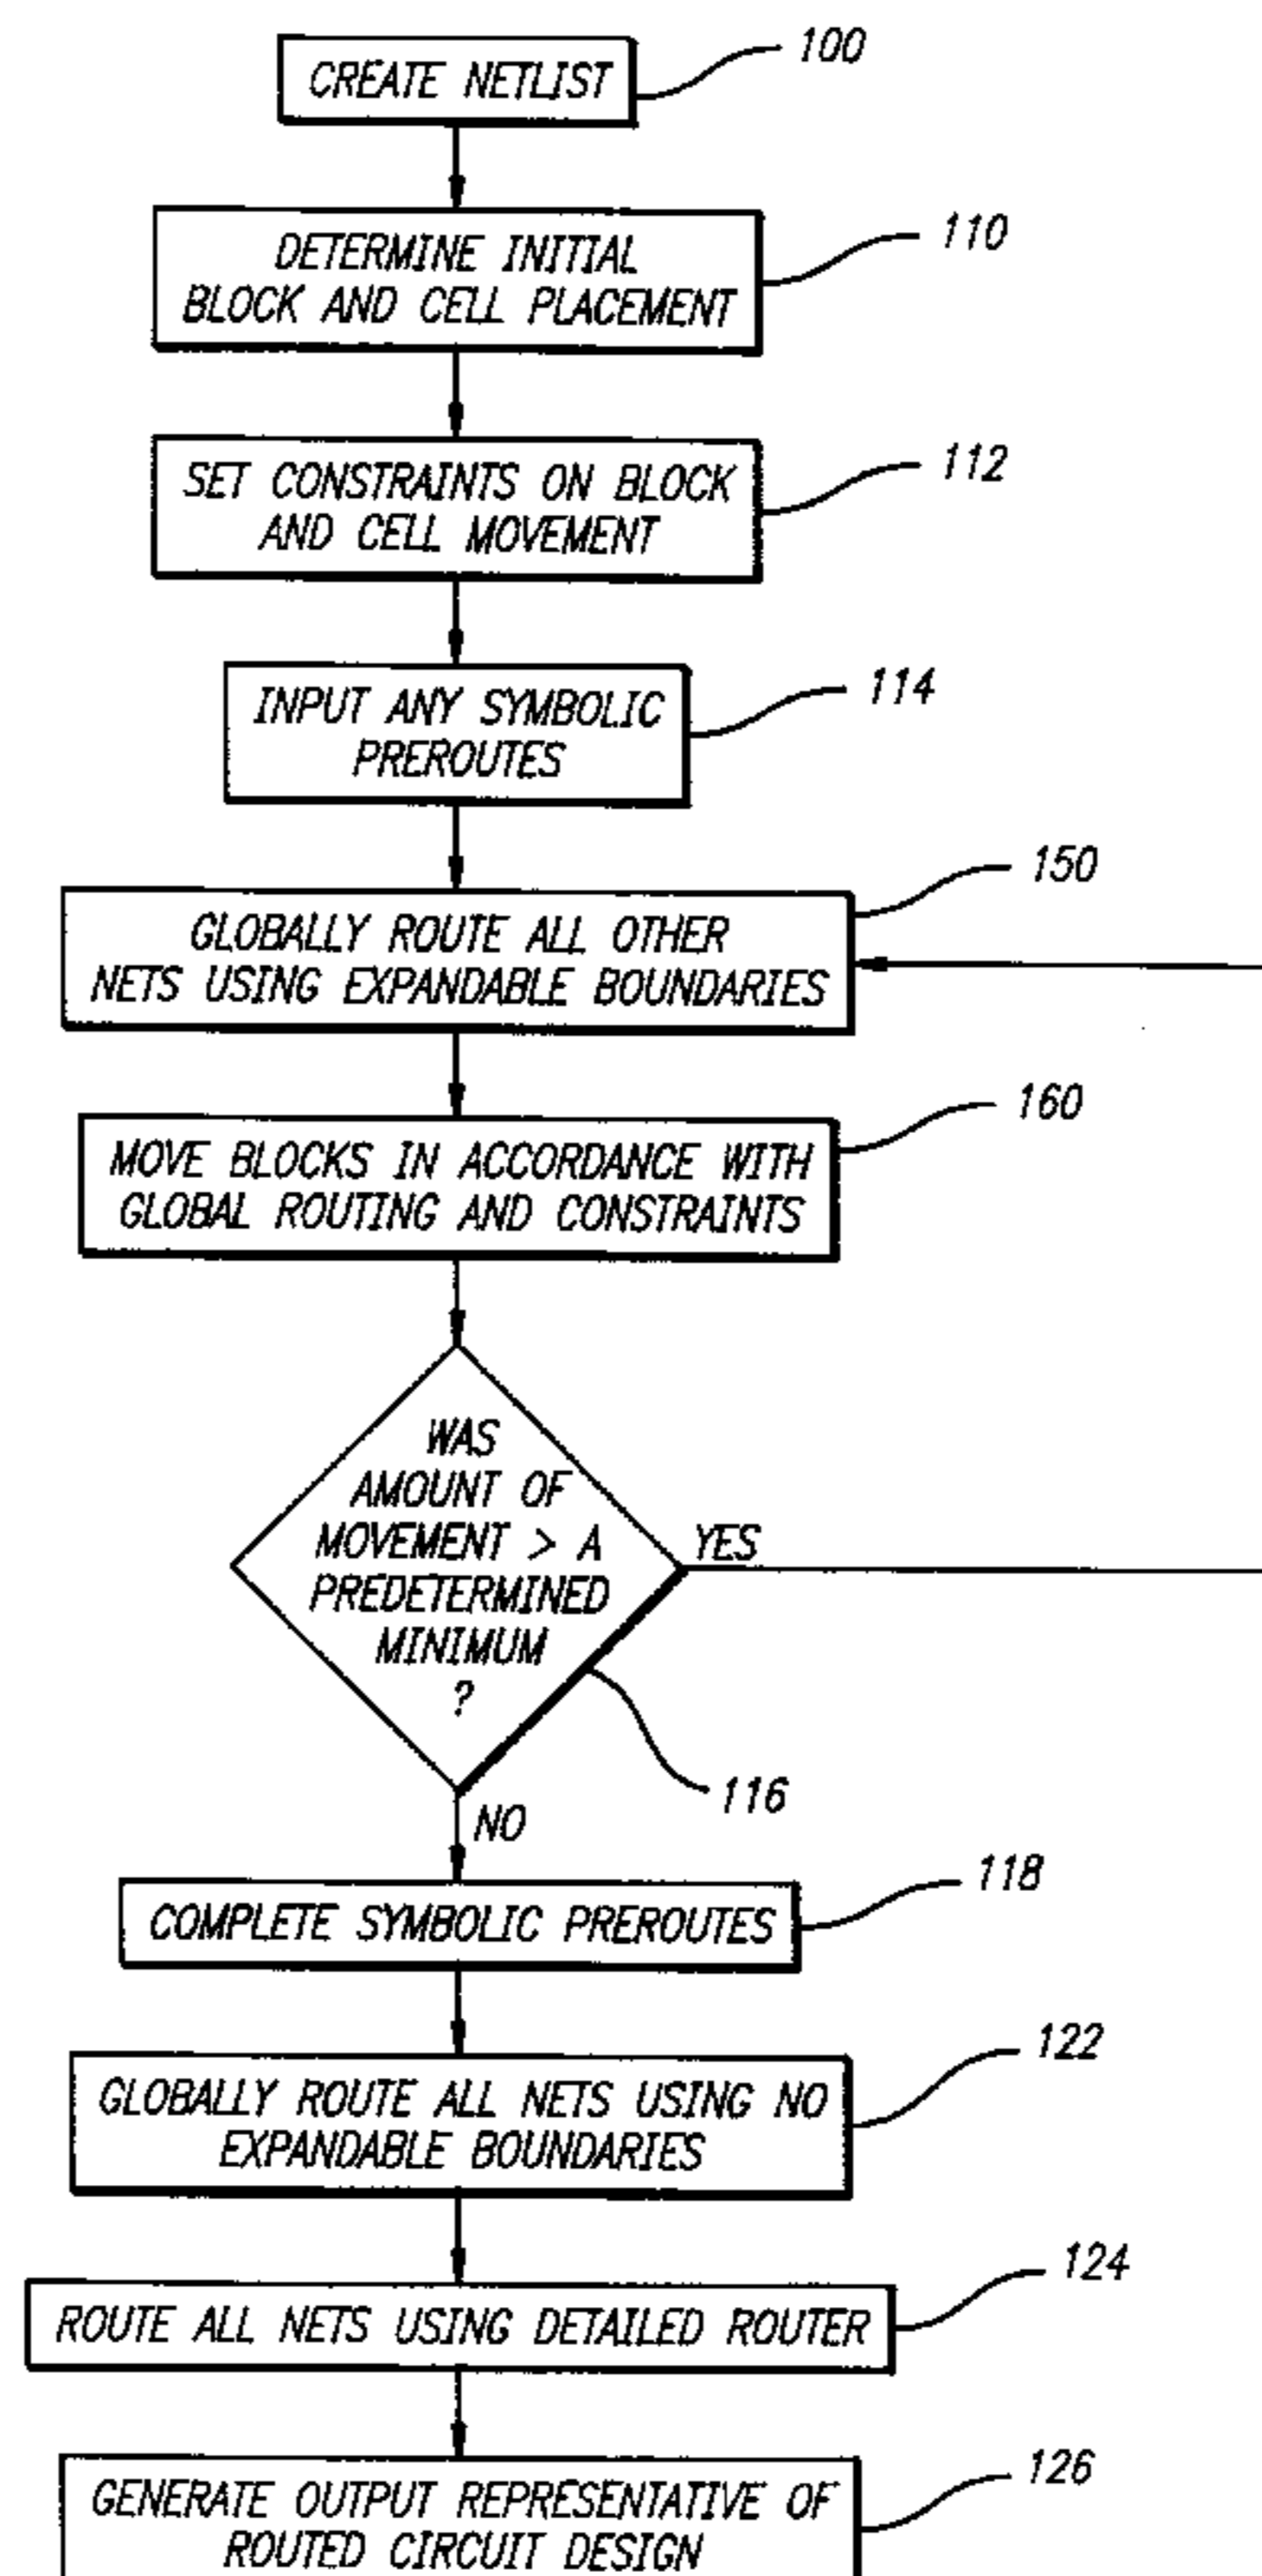 CREATE NETLIST
100
DETERMINE INITIAL
BLOCK AND CELL PLACEMENT
110
SET CONSTRAINTS ON BLOCK
AND CELL MOVEMENT
112
INPUT ANY SYMBOLIC
PREROUTES
114
GLOBALLY ROUTE ALL OTHER
NETS USING EXPANDABLE BOUNDARIES
150
MOVE BLOCKS IN ACCORDANCE WITH
GLOBAL ROUTING AND CONSTRAINTS
160
WAS
AMOUNT OF
MOVEMENT > A
PREDETERMINED
MINIMUM
?
YES
116
NO
COMPLETE SYMBOLIC PREROUTES
118
GLOBALLY ROUTE ALL NETS USING NO
EXPANDABLE BOUNDARIES
122
ROUTE ALL NETS USING DETAILED ROUTER
124
GENERATE OUTPUT REPRESENTATIVE OF
ROUTED CIRCUIT DESIGN
126